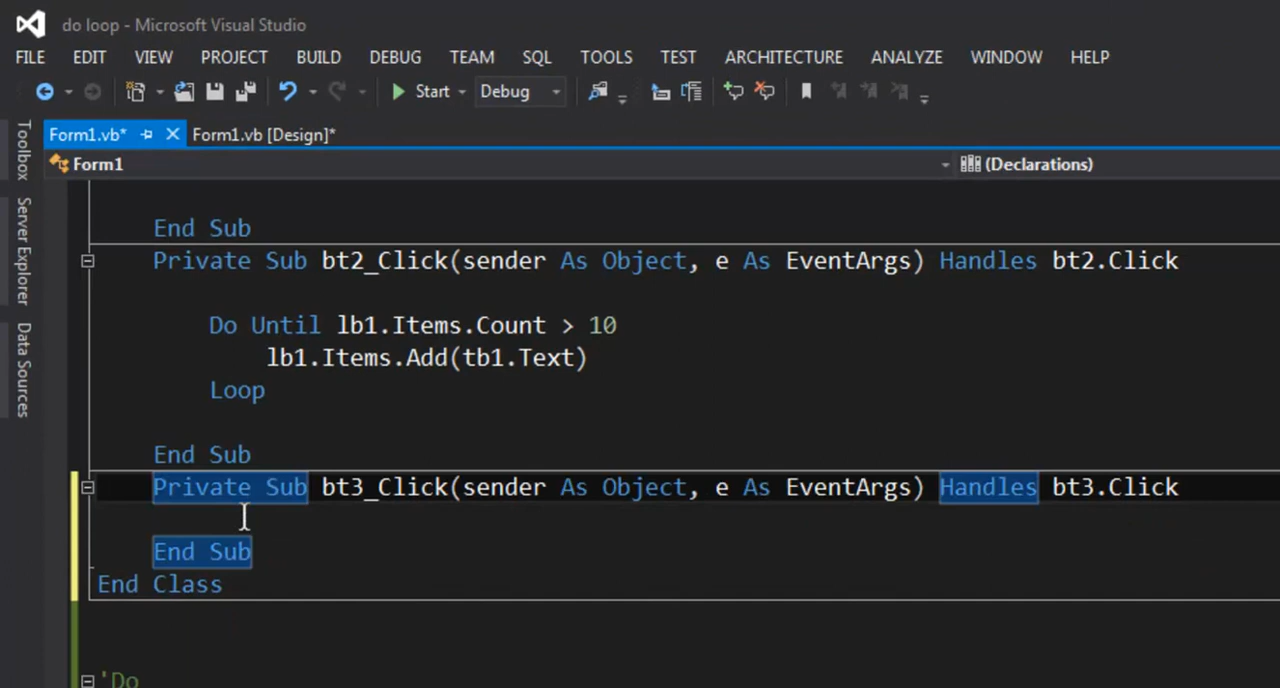 do loop - Microsoft Visual Studio
FILE EDIT VIEW PROJECT BUILD DEBUG TEAM SQL TOOLS TEST ARCHITECTURE ANALYZE WINDOW HELP
Start Debug
Form1.vb* Form1.vb [Design]*
Form1 (Declarations)
Toolbox
Server Explorer
Data Sources
End Sub
Private Sub bt2_Click(sender As Object, e As EventArgs) Handles bt2.Click
Do Until lb1.Items.Count > 10
lb1.Items.Add(tb1.Text)
Loop
End Sub
Private Sub bt3_Click(sender As Object, e As EventArgs) Handles bt3.Click
End Sub
End Class
'Do